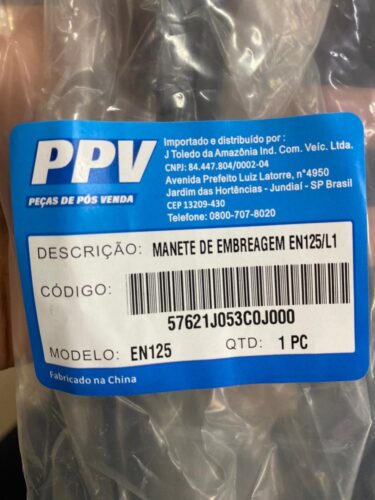 PPV
PEÇAS DE PÓS VENDA
Importado e distribuído por :
J Toledo da Amazônia Ind. Com. Veic. Ltda.
CNPJ: 84.447.804/0002-04
Avenida Prefeito Luiz Latorre, n°4950
Jardim das Hortências - Jundiaí - SP Brasil
CEP 13209-430
Telefone: 0800-707-8020
DESCRIÇÃO: MANETE DE EMBREAGEM EN125/L1
CÓDIGO:
57621J053C0J000
MODELO: EN125 QTD: 1 PC
Fabricado na China